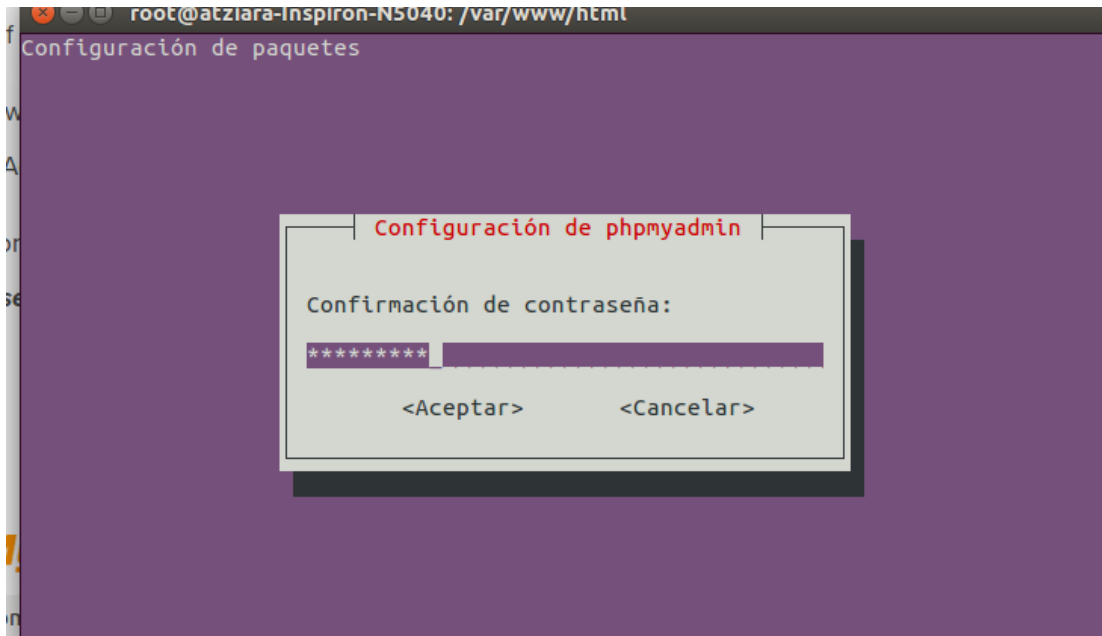 root@atziara-Inspiron-N5040: /var/www/html
Configuración de paquetes
Configuración de phpmyadmin
Confirmación de contraseña:
*********_
<Aceptar> <Cancelar>